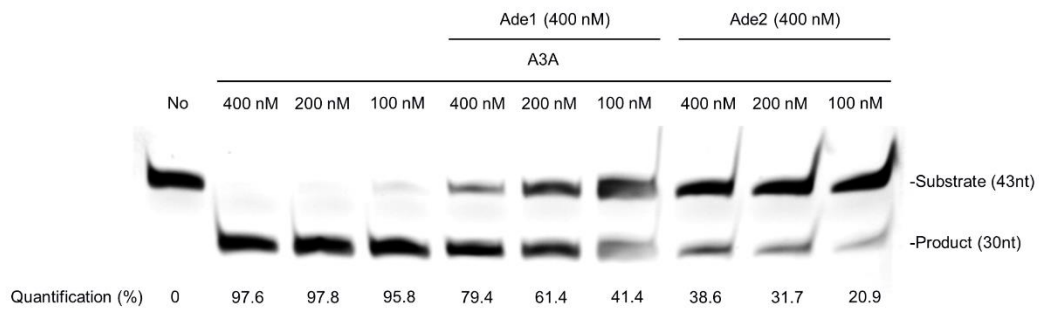 Ade1 (400 nM) Ade2 (400 nM)
A3A
No 400 nM 200 nM 100 nM 400 nM 200 nM 100 nM 400 nM 200 nM 100 nM
-Substrate (43nt)
-Product (30nt)
Quantification (%) 0 97.6 97.8 95.8 79.4 61.4 41.4 38.6 31.7 20.9